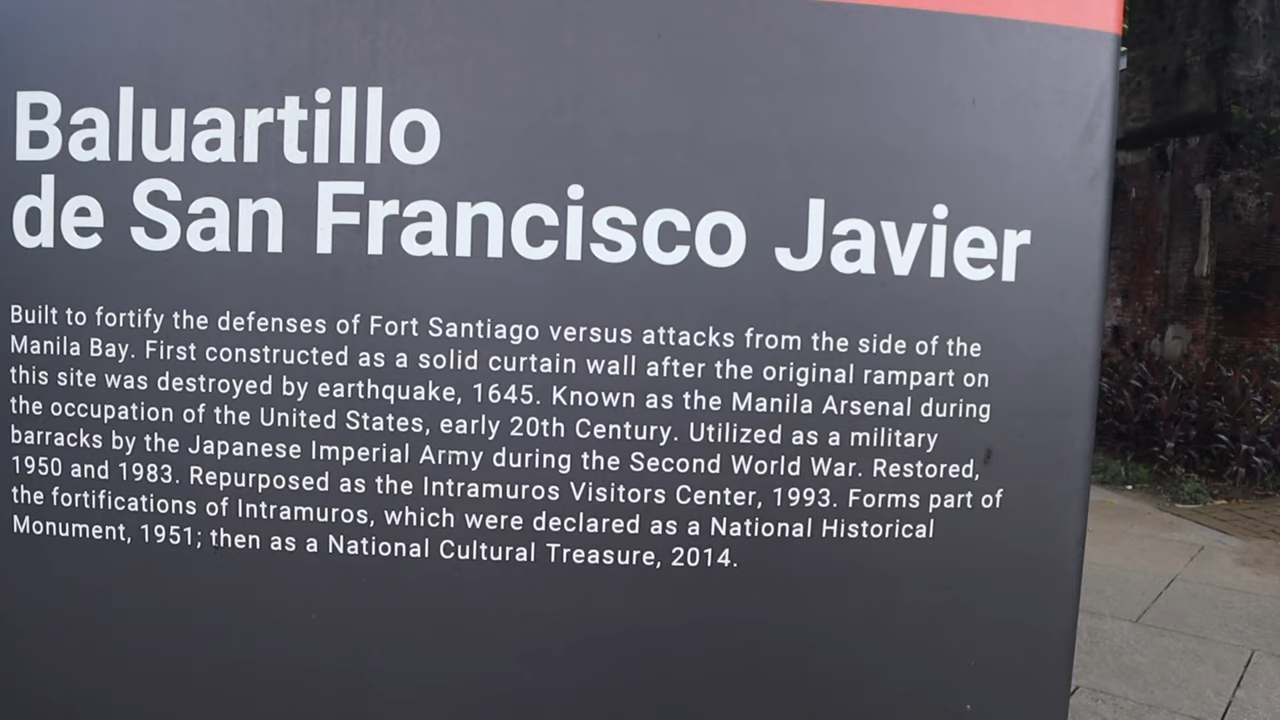 Baluartillo
de San Francisco Javier
Built to fortify the defenses of Fort Santiago versus attacks from the side of the
Manila Bay. First constructed as a solid curtain wall after the original rampart on
this site was destroyed by earthquake, 1645. Known as the Manila Arsenal during
the occupation of the United States, early 20th Century. Utilized as a military
barracks by the Japanese Imperial Army during the Second World War. Restored,
1950 and 1983. Repurposed as the Intramuros Visitors Center, 1993. Forms part of
the fortifications of Intramuros, which were declared as a National Historical
Monument, 1951; then as a National Cultural Treasure, 2014.